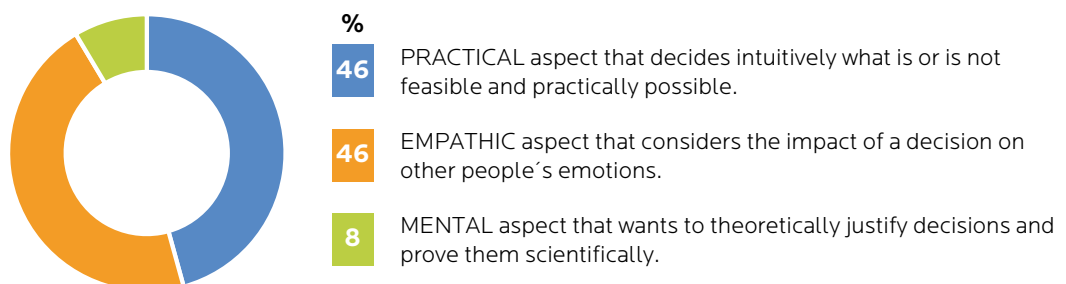 %
46
PRACTICAL aspect that decides intuitively what is or is not
feasible and practically possible.
46
EMPATHIC aspect that considers the impact of a decision on
other people´s emotions.
8
MENTAL aspect that wants to theoretically justify decisions and
prove them scientifically.